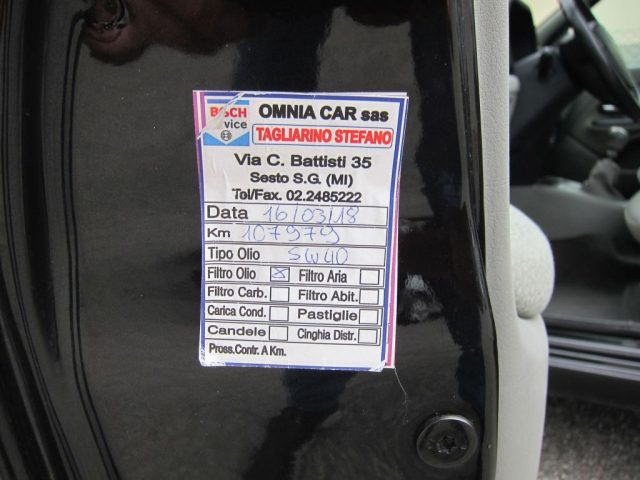 BOSCH OMNIA CAR sas
vice TAGLIARINO STEFANO
Via C. Battisti 35
Sesto S.G. (MI)
Tel/Fax. 02.2485222
Data 16/03/18
Km 107979
Tipo Olio 5W40
Filtro Olio X Filtro Aria
Filtro Carb. Filtro Abit.
Carica Cond. Pastiglie
Candele Cinghia Distr.
Pross.Contr. A Km.